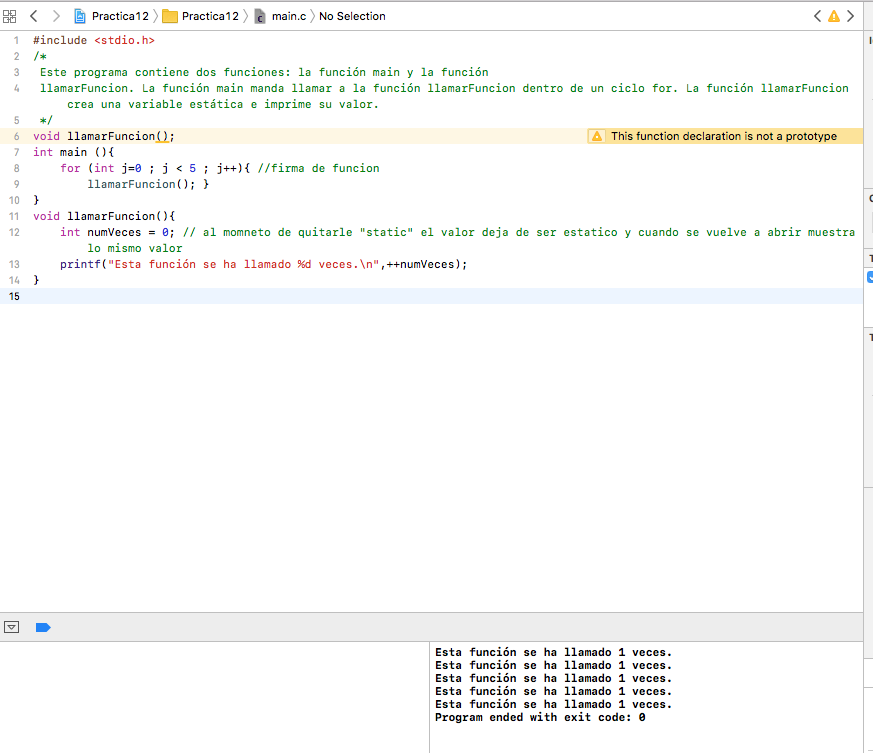 Practica12 Practica12 main.c No Selection
1 #include <stdio.h>
2 /*
3 Este programa contiene dos funciones: la función main y la función
4 llamarFuncion. La función main manda llamar a la función llamarFuncion dentro de un ciclo for. La función llamarFuncion
crea una variable estática e imprime su valor.
5 */
6 void llamarFuncion(); This function declaration is not a prototype
7 int main (){
8 for (int j=0 ; j < 5 ; j++){ //firma de funcion
9 llamarFuncion(); }
10 }
11 void llamarFuncion(){
12 int numVeces = 0; // al momneto de quitarle "static" el valor deja de ser estatico y cuando se vuelve a abrir muestra
lo mismo valor
13 printf("Esta función se ha llamado %d veces.\n",++numVeces);
14 }
15
Esta función se ha llamado 1 veces.
Esta función se ha llamado 1 veces.
Esta función se ha llamado 1 veces.
Esta función se ha llamado 1 veces.
Esta función se ha llamado 1 veces.
Program ended with exit code: 0